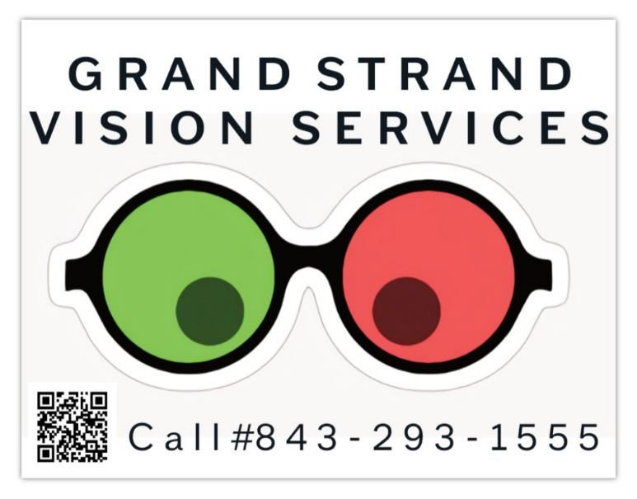 GRAND STRAND
VISION SERVICES
Call#843-293-1555